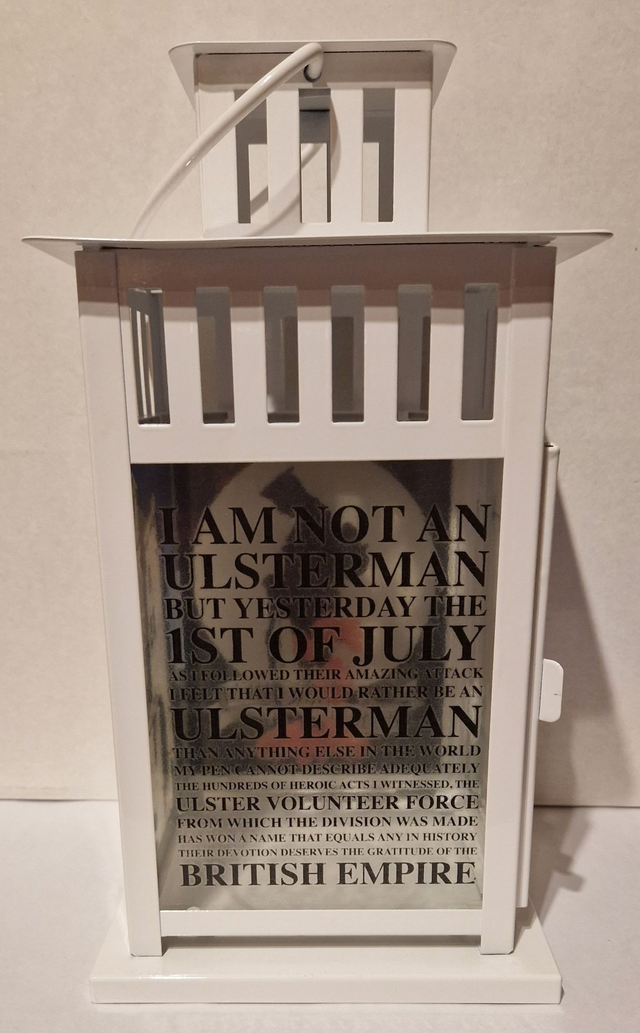 I AM NOT AN
ULSTERMAN
BUT YESTERDAY THE
1ST OF JULY
AS I FOLLOWED THEIR AMAZING ATTACK
I FELT THAT I WOULD RATHER BE AN
ULSTERMAN
THAN ANYTHING ELSE IN THE WORLD
MY PEN CANNOT DESCRIBE ADEQUATELY
THE HUNDREDS OF HEROIC ACTS I WITNESSED, THE
ULSTER VOLUNTEER FORCE
FROM WHICH THE DIVISION WAS MADE
HAS WON A NAME THAT EQUALS ANY IN HISTORY
THEIR DEVOTION DESERVES THE GRATITUDE OF THE
BRITISH EMPIRE